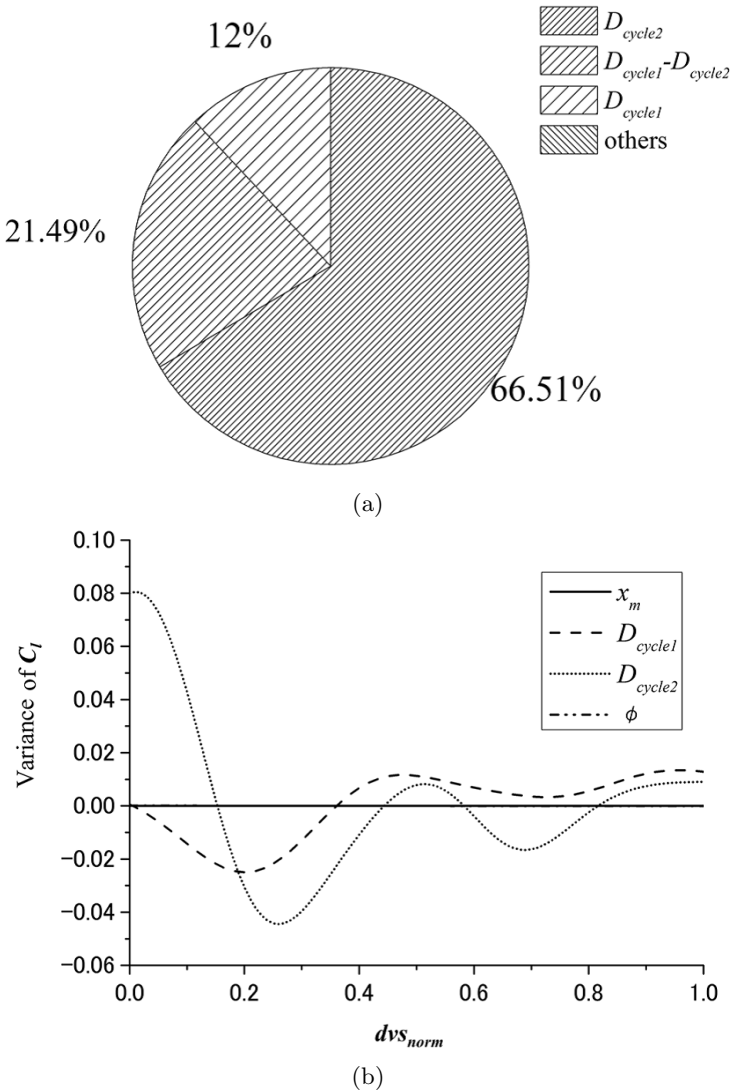 12%
D_cycle2
D_cycle1-D_cycle2
D_cycle1
others
21.49%
66.51%
(a)
0.10
0.08
0.06
0.04
0.02
0.00
−0.02
−0.04
−0.06
Variance of C_l
x_m
D_cycle1
D_cycle2
ϕ
0.0 0.2 0.4 0.6 0.8 1.0
dvs_norm
(b)